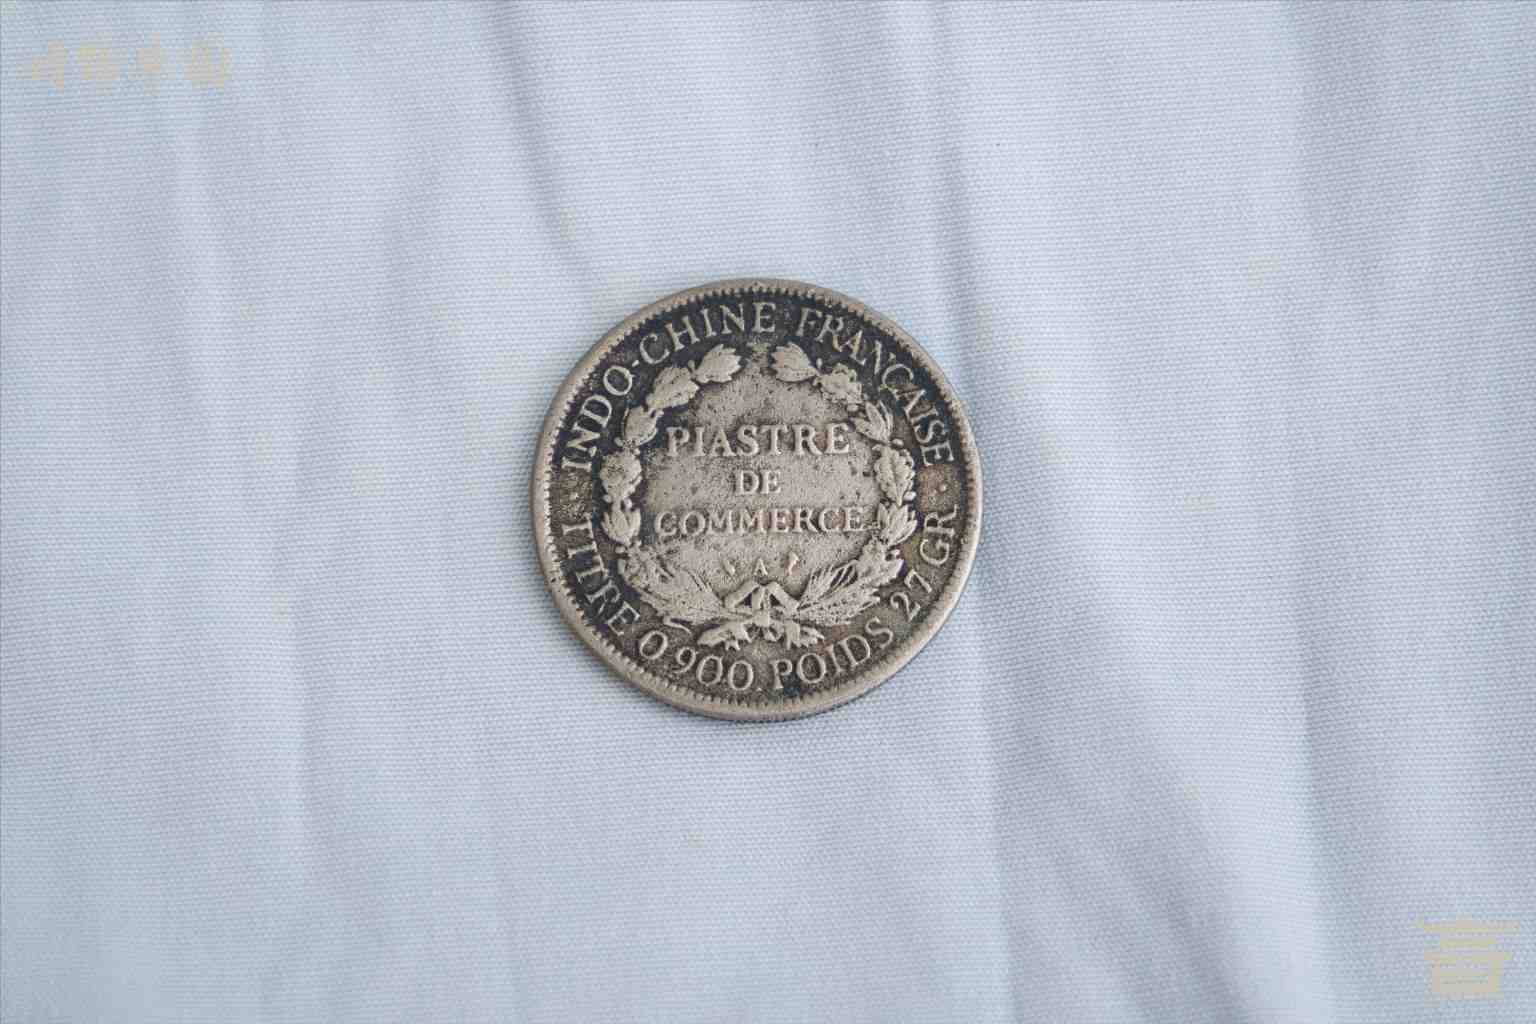 INDO-CHINE FRANÇAISE
PIASTRE
DE
COMMERCE
A
TITRE 0,900. POIDS 27 GR.